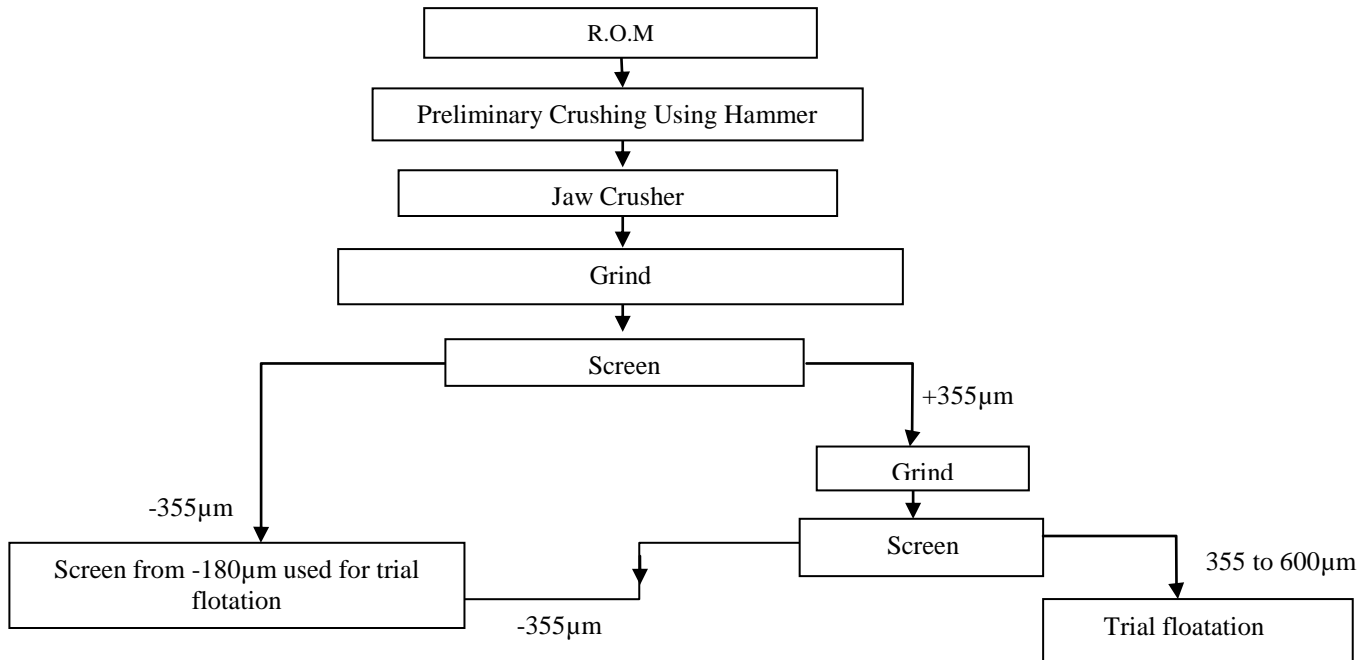 R.O.M
Preliminary Crushing Using Hammer
Jaw Crusher
Grind
Screen
+355µm
Grind
-355µm
Screen
355 to 600µm
Screen from -180µm used for trial
flotation
-355µm
Trial floatation